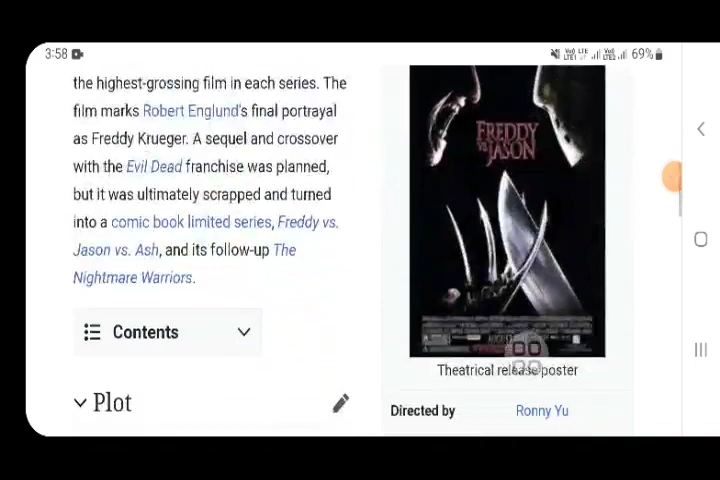 3:58
69%
the highest-grossing film in each series. The
film marks Robert Englund's final portrayal
as Freddy Krueger. A sequel and crossover
with the Evil Dead franchise was planned,
but it was ultimately scrapped and turned
into a comic book limited series, Freddy vs.
Jason vs. Ash, and its follow-up The
Nightmare Warriors.
Contents
Plot
FREDDY
VS
JASON
Theatrical release poster
Directed by Ronny Yu